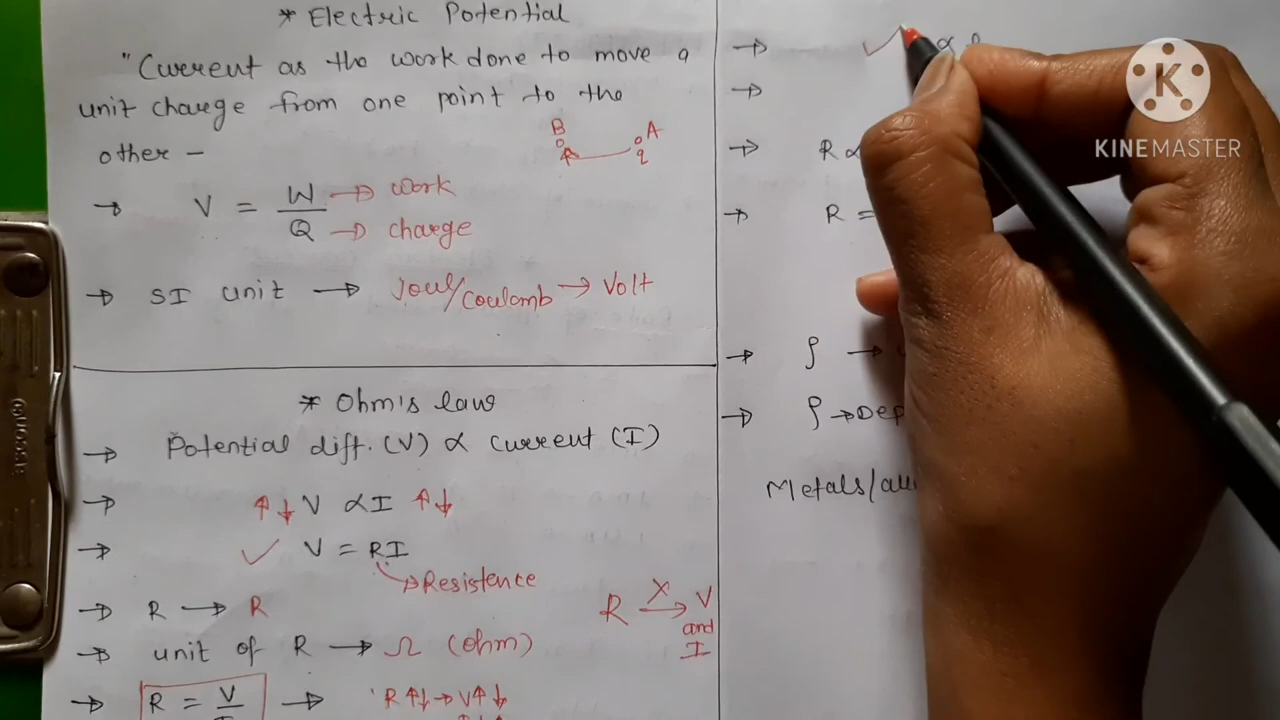 * Electric Potential
"Current as the work done to move a
unit charge from one point to the
other –
B A
q
→ V = W → work
Q → charge
→ SI unit → Joul/Coulomb → Volt
* Ohm's law
→ Potential diff. (V) ∝ Current (I)
→ ↑↓ V ∝ I ↑↓
→ ✓ V = RI
→ Resistence
→ R → R
R X→ V
and
I
→ unit of R → Ω (ohm)
→ R = V → R↑↓→V↑↓
→ ✓ ∝
→
→ R ∝
→ R =
→ ρ →
→ ρ →Dep
Metals/
KINEMASTER